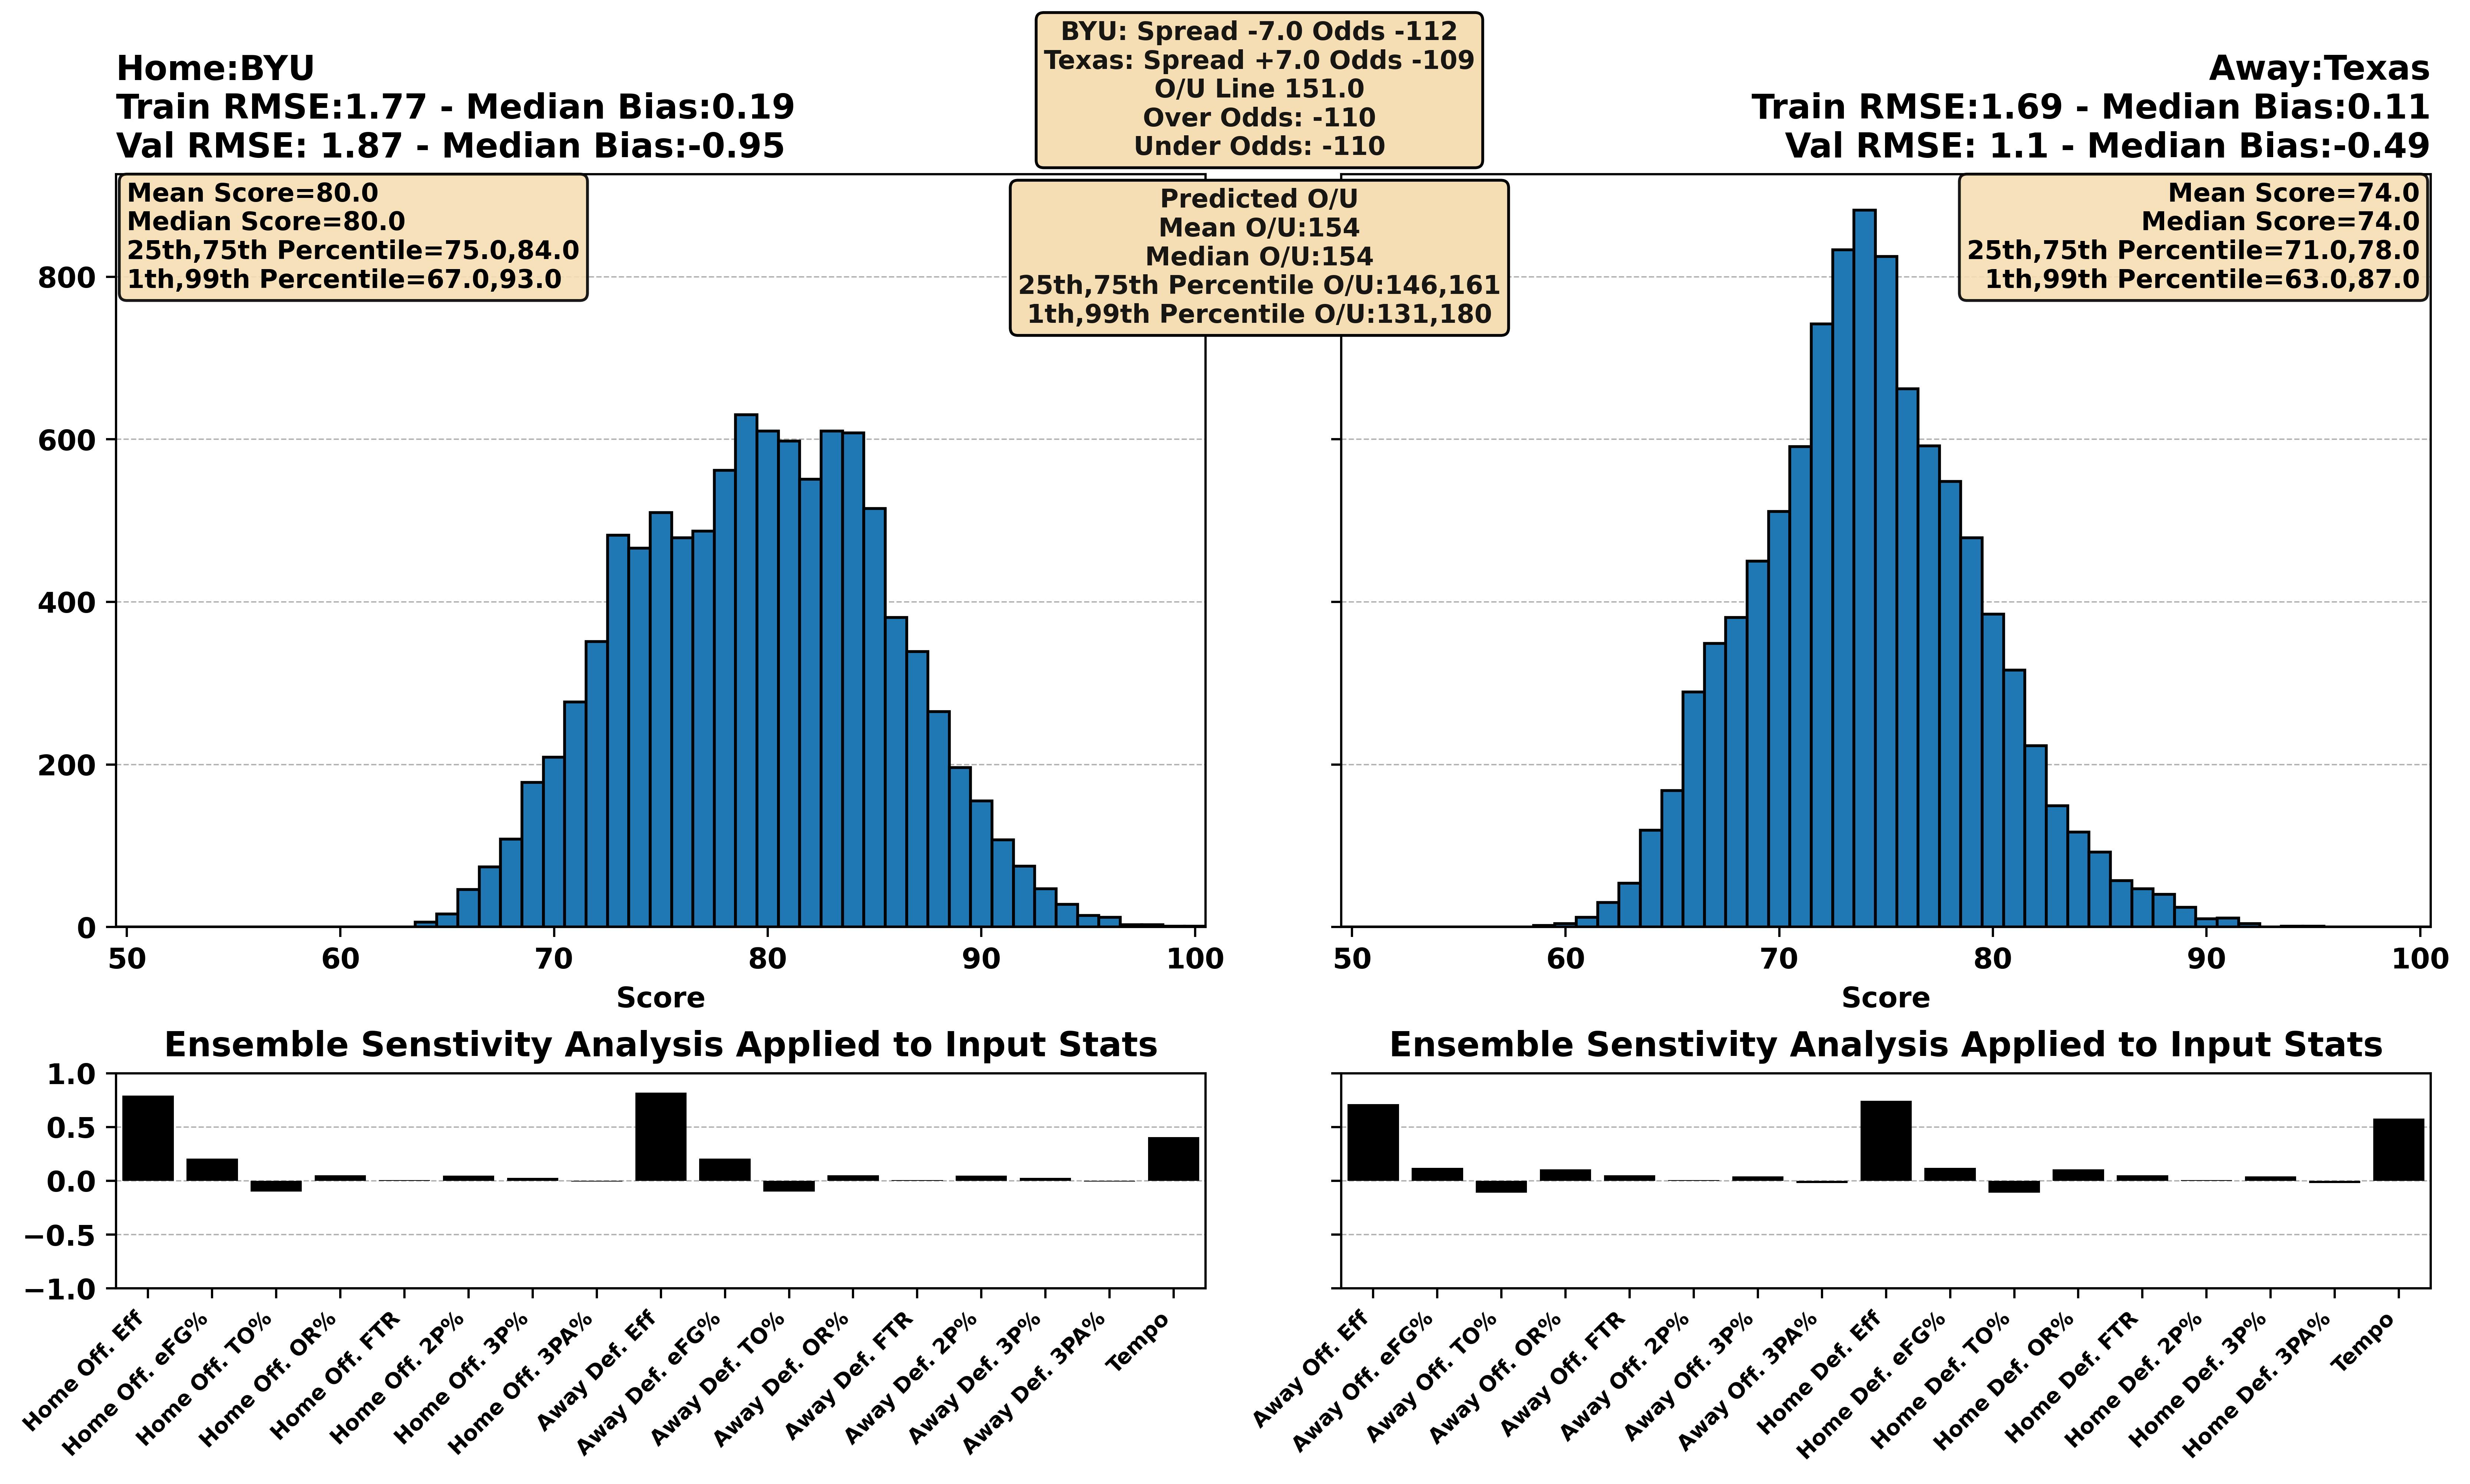 BYU: Spread -7.0 Odds -112
Texas: Spread +7.0 Odds -109
O/U Line 151.0
Over Odds: -110
Under Odds: -110
Home:BYU
Train RMSE:1.77 - Median Bias:0.19
Val RMSE: 1.87 - Median Bias:-0.95
Away:Texas
Train RMSE:1.69 - Median Bias:0.11
Val RMSE: 1.1 - Median Bias:-0.49
Mean Score=80.0
Median Score=80.0
25th,75th Percentile=75.0,84.0
1th,99th Percentile=67.0,93.0
Predicted O/U
Mean O/U:154
Median O/U:154
25th,75th Percentile O/U:146,161
1th,99th Percentile O/U:131,180
Mean Score=74.0
Median Score=74.0
25th,75th Percentile=71.0,78.0
1th,99th Percentile=63.0,87.0
800
600
400
200
0
50 60 70 80 90 100
Score
50 60 70 80 90 100
Score
Ensemble Senstivity Analysis Applied to Input Stats
1.0
0.5
0.0
−0.5
−1.0
Home Off. Eff
Home Off. eFG%
Home Off. TO%
Home Off. OR%
Home Off. FTR
Home Off. 2P%
Home Off. 3P%
Home Off. 3PA%
Away Def. Eff
Away Def. eFG%
Away Def. TO%
Away Def. OR%
Away Def. FTR
Away Def. 2P%
Away Def. 3P%
Away Def. 3PA%
Tempo
Ensemble Senstivity Analysis Applied to Input Stats
Away Off. Eff
Away Off. eFG%
Away Off. TO%
Away Off. OR%
Away Off. FTR
Away Off. 2P%
Away Off. 3P%
Away Off. 3PA%
Home Def. Eff
Home Def. eFG%
Home Def. TO%
Home Def. OR%
Home Def. FTR
Home Def. 2P%
Home Def. 3P%
Home Def. 3PA%
Tempo